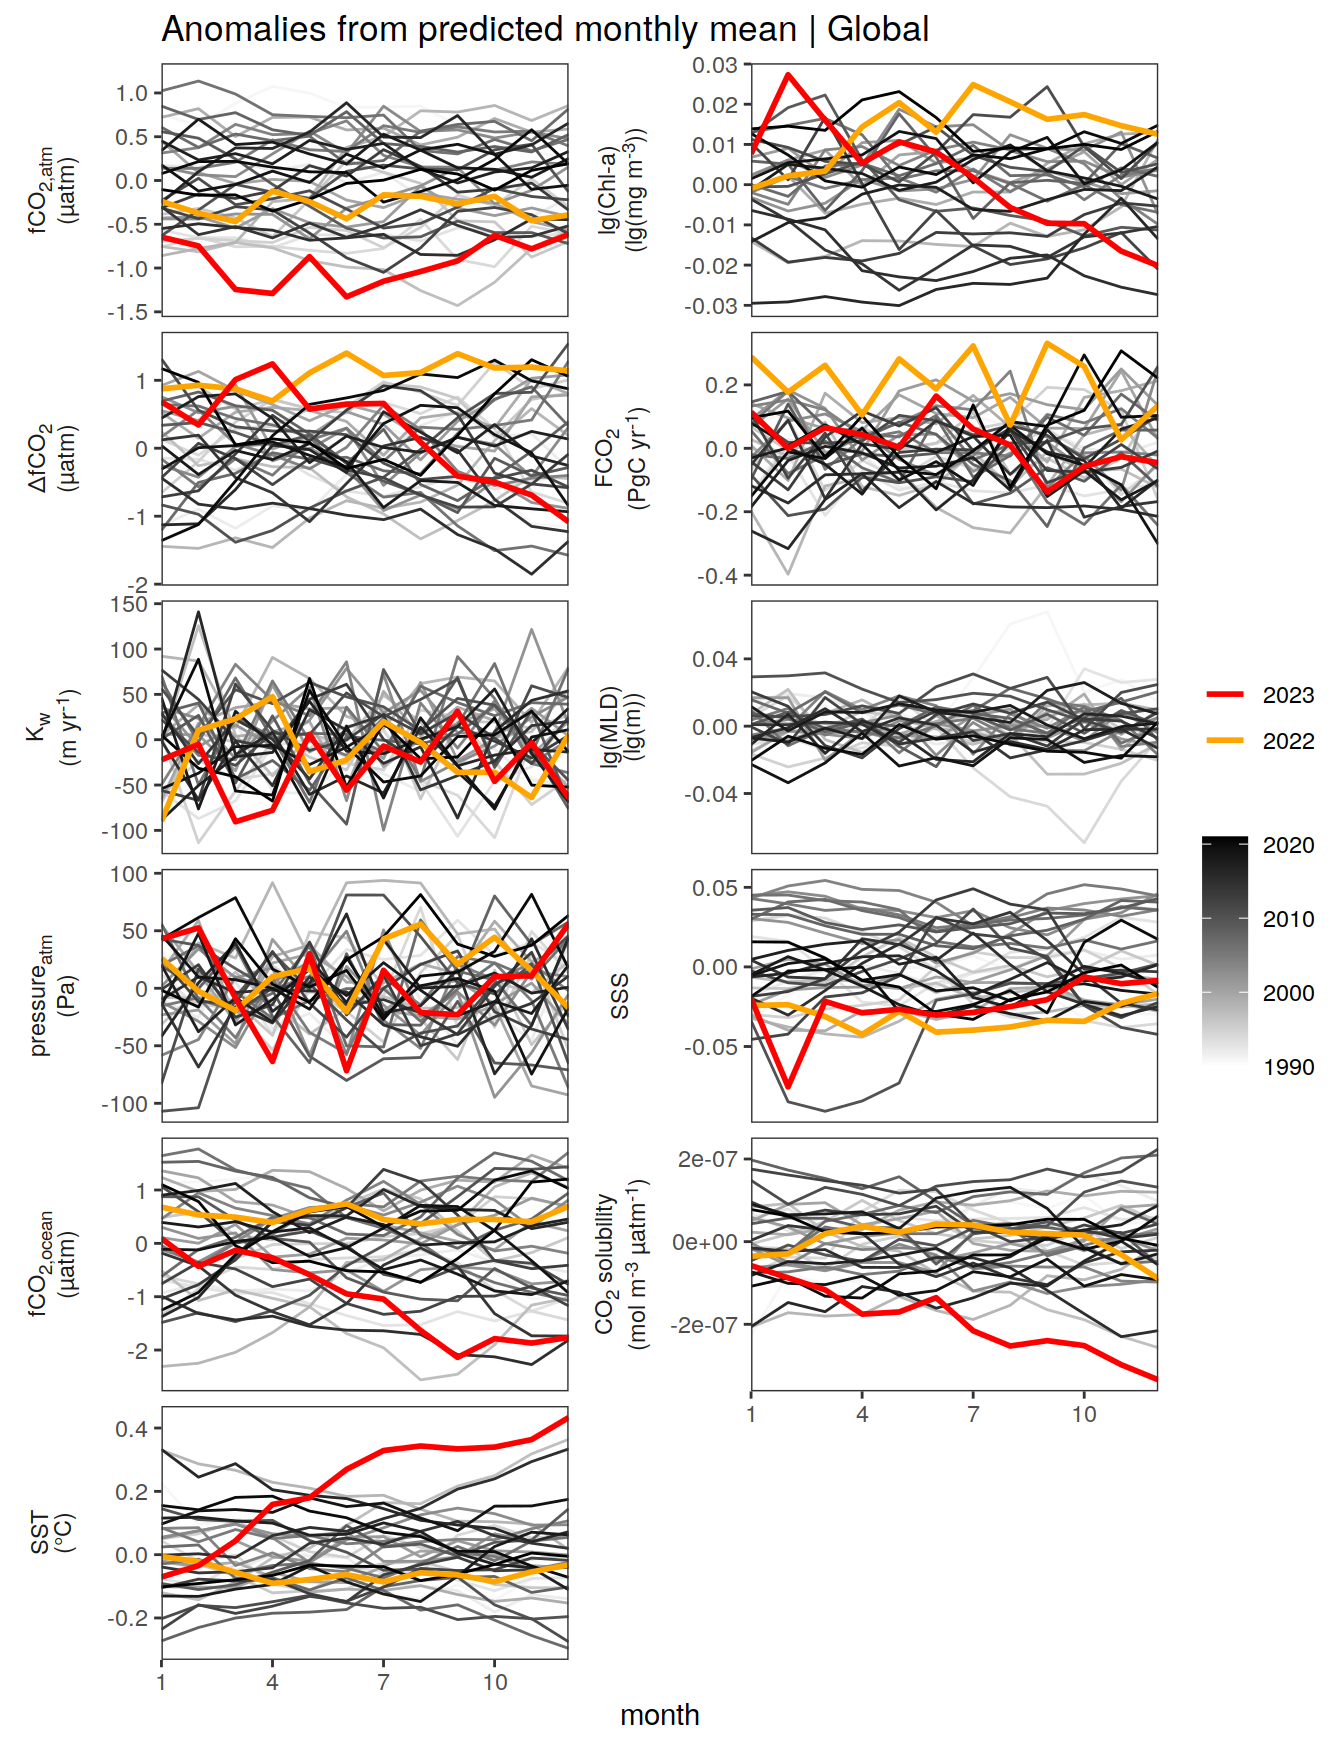 Anomalies from predicted monthly mean | Global
fCO2,atm
(µatm)
1.0
0.5
0.0
-0.5
-1.0
-1.5
lg(Chl-a)
(lg(mg m-3))
0.03
0.02
0.01
0.00
-0.01
-0.02
-0.03
ΔfCO2
(µatm)
1
0
-1
-2
FCO2
(PgC yr-1)
0.2
0.0
-0.2
-0.4
Kw
(m yr-1)
150
100
50
0
-50
-100
lg(MLD)
(lg(m))
0.04
0.00
-0.04
pressureatm
(Pa)
100
50
0
-50
-100
SSS
0.05
0.00
-0.05
fCO2,ocean
(µatm)
1
0
-1
-2
CO2 solubility
(mol m-3 µatm-1)
2e-07
0e+00
-2e-07
1 4 7 10
SST
(°C)
0.4
0.2
0.0
-0.2
1 4 7 10
month
2023
2022
2020
2010
2000
1990